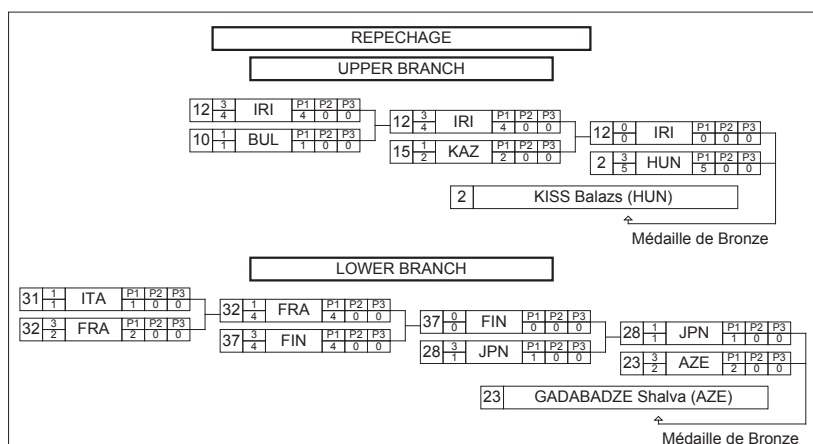 REPECHAGE
UPPER BRANCH
12 3 4 IRI P1 P2 P3 4 0 0
10 1 1 BUL P1 P2 P3 1 0 0
12 3 4 IRI P1 P2 P3 4 0 0
15 1 2 KAZ P1 P2 P3 2 0 0
12 0 0 IRI P1 P2 P3 0 0 0
2 3 5 HUN P1 P2 P3 5 0 0
2 KISS Balazs (HUN)
Médaille de Bronze
LOWER BRANCH
31 1 1 ITA P1 P2 P3 1 0 0
32 3 2 FRA P1 P2 P3 2 0 0
32 1 4 FRA P1 P2 P3 4 0 0
37 3 4 FIN P1 P2 P3 4 0 0
37 0 0 FIN P1 P2 P3 0 0 0
28 3 1 JPN P1 P2 P3 1 0 0
28 1 1 JPN P1 P2 P3 1 0 0
23 3 2 AZE P1 P2 P3 2 0 0
23 GADABADZE Shalva (AZE)
Médaille de Bronze